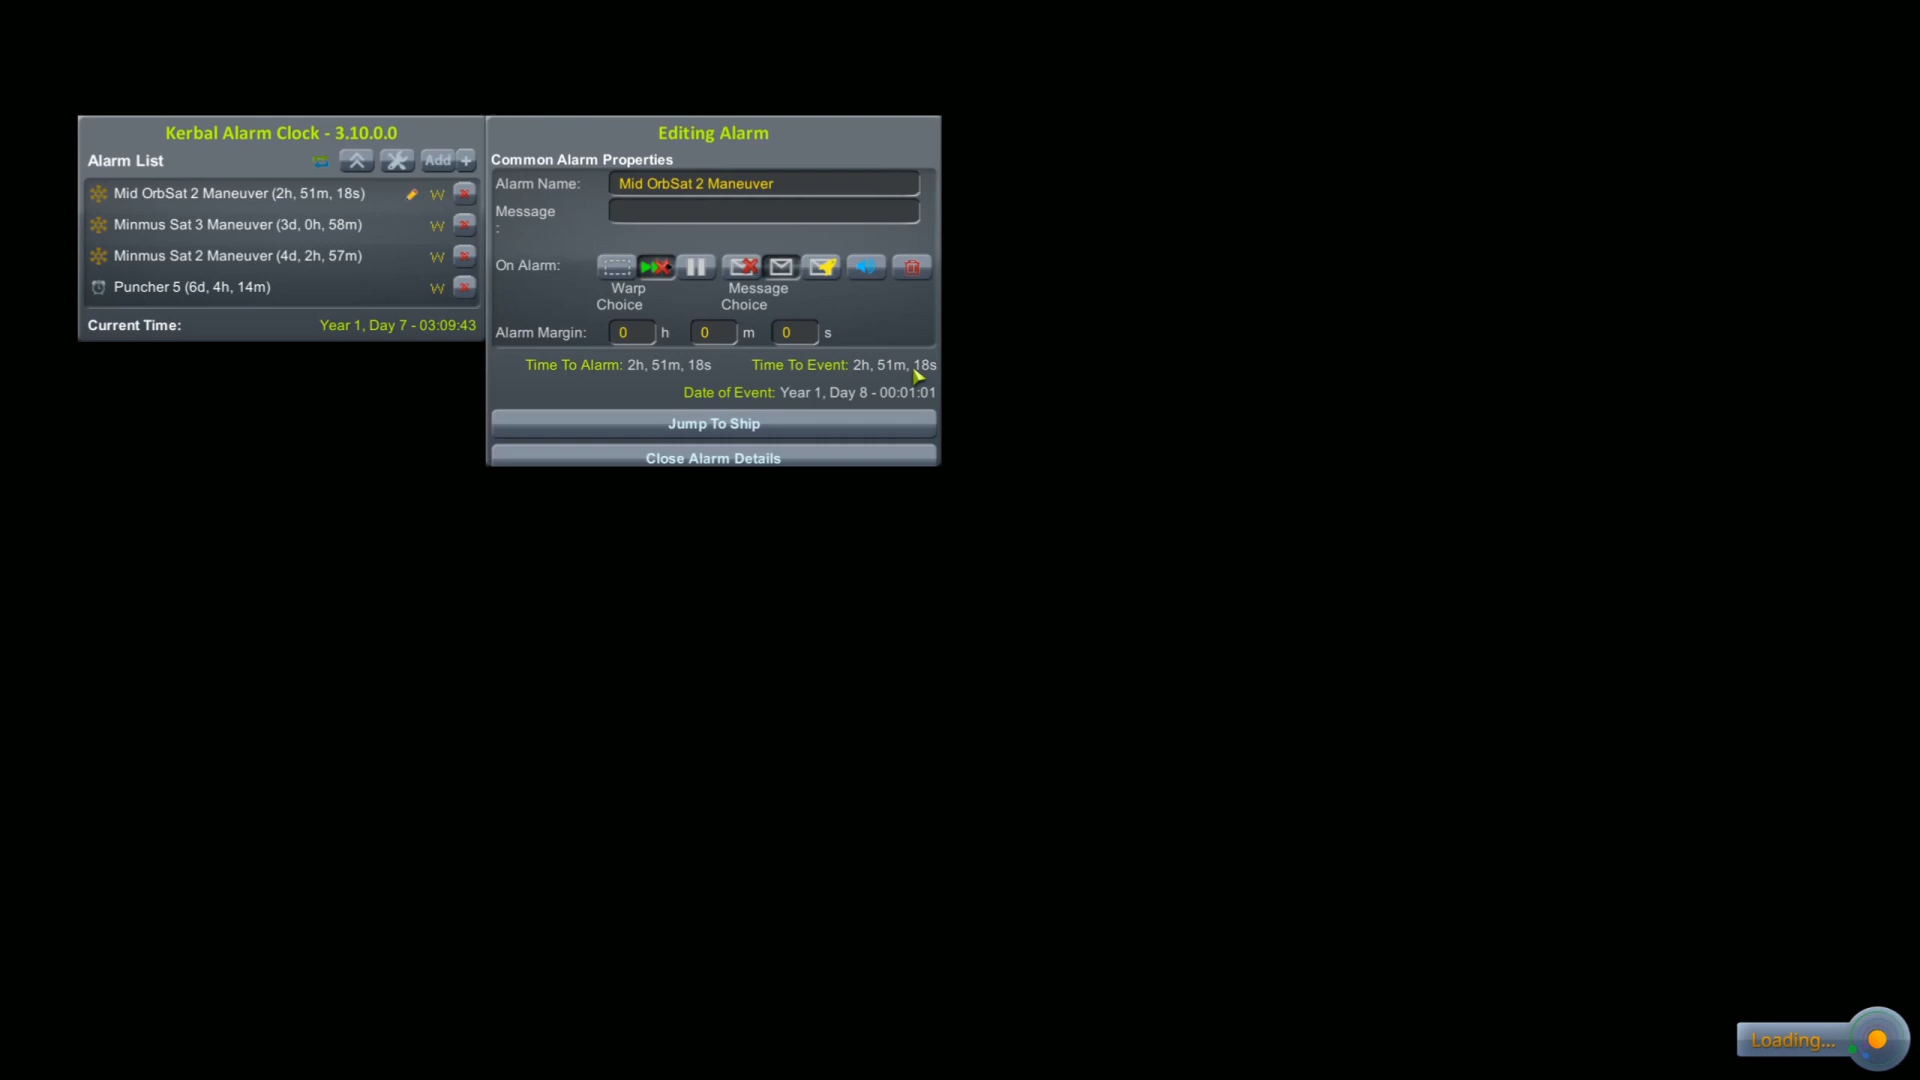 Kerbal Alarm Clock - 3.10.0.0
Alarm List
Add +
Mid OrbSat 2 Maneuver (2h, 51m, 18s)
W
Minmus Sat 3 Maneuver (3d, 0h, 58m)
W
Minmus Sat 2 Maneuver (4d, 2h, 57m)
W
Puncher 5 (6d, 4h, 14m)
W
Current Time: Year 1, Day 7 - 03:09:43
Editing Alarm
Common Alarm Properties
Alarm Name: Mid OrbSat 2 Maneuver
Message
:
On Alarm:
Warp
Choice
Message
Choice
Alarm Margin: 0 h 0 m 0 s
Time To Alarm: 2h, 51m, 18s Time To Event: 2h, 51m, 18s
Date of Event: Year 1, Day 8 - 00:01:01
Jump To Ship
Close Alarm Details
Loading...